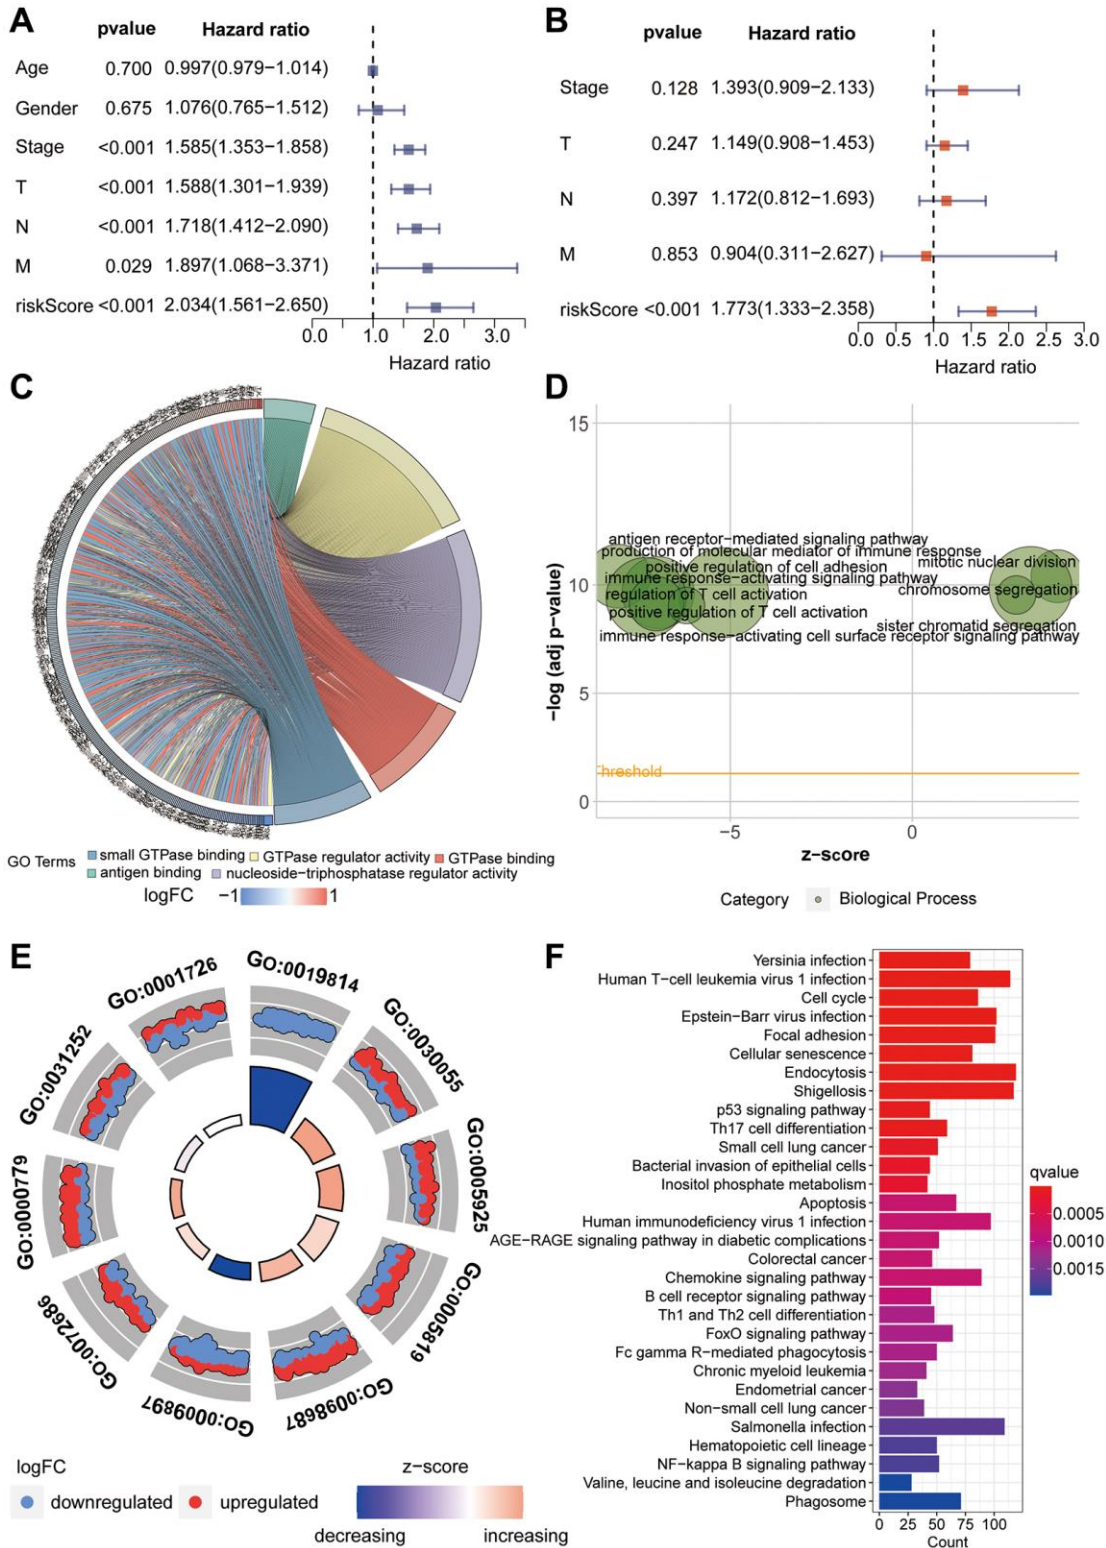 A
pvalue Hazard ratio
Age 0.700 0.997(0.979−1.014)
Gender 0.675 1.076(0.765−1.512)
Stage <0.001 1.585(1.353−1.858)
T <0.001 1.588(1.301−1.939)
N <0.001 1.718(1.412−2.090)
M 0.029 1.897(1.068−3.371)
riskScore <0.001 2.034(1.561−2.650)
0.0 1.0 2.0 3.0
Hazard ratio
B
pvalue Hazard ratio
Stage 0.128 1.393(0.909−2.133)
T 0.247 1.149(0.908−1.453)
N 0.397 1.172(0.812−1.693)
M 0.853 0.904(0.311−2.627)
riskScore <0.001 1.773(1.333−2.358)
0.0 0.5 1.0 1.5 2.0 2.5 3.0
Hazard ratio
C
GO Terms
small GTPase binding GTPase regulator activity GTPase binding
antigen binding nucleoside−triphosphatase regulator activity
logFC −1 1
D
15
10
5
0
−log (adj p−value)
antigen receptor−mediated signaling pathway
production of molecular mediator of immune response
positive regulation of cell adhesion
immune response−activating signaling pathway
regulation of T cell activation
positive regulation of T cell activation
immune response−activating cell surface receptor signaling pathway
mitotic nuclear division
chromosome segregation
sister chromatid segregation
Threshold
−5 0
z−score
Category Biological Process
E
GO:0019814
GO:0030055
GO:0005925
GO:0005819
GO:0098687
GO:0009897
GO:0072686
GO:0000779
GO:0031252
GO:0001726
logFC
downregulated upregulated
z−score
decreasing increasing
F
Yersinia infection
Human T−cell leukemia virus 1 infection
Cell cycle
Epstein−Barr virus infection
Focal adhesion
Cellular senescence
Endocytosis
Shigellosis
p53 signaling pathway
Th17 cell differentiation
Small cell lung cancer
Bacterial invasion of epithelial cells
Inositol phosphate metabolism
Apoptosis
Human immunodeficiency virus 1 infection
AGE−RAGE signaling pathway in diabetic complications
Colorectal cancer
Chemokine signaling pathway
B cell receptor signaling pathway
Th1 and Th2 cell differentiation
FoxO signaling pathway
Fc gamma R−mediated phagocytosis
Chronic myeloid leukemia
Endometrial cancer
Non−small cell lung cancer
Salmonella infection
Hematopoietic cell lineage
NF−kappa B signaling pathway
Valine, leucine and isoleucine degradation
Phagosome
0 25 50 75 100
Count
qvalue
0.0005
0.0010
0.0015